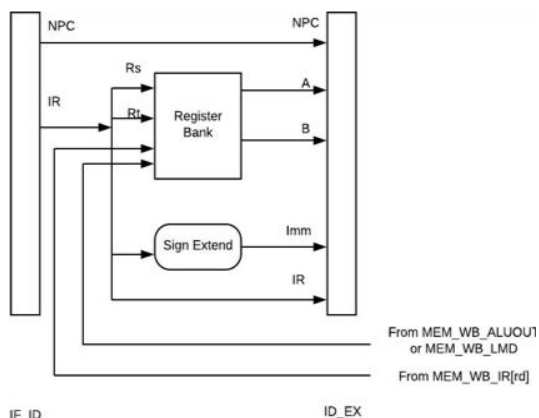 NPC
NPC
Rs
A
IR
Rt
Register
Bank
B
Sign Extend
Imm
IR
From MEM_WB_ALUOUT
or MEM_WB_LMD
From MEM_WB_IR[rd]
IF_ID
ID_EX